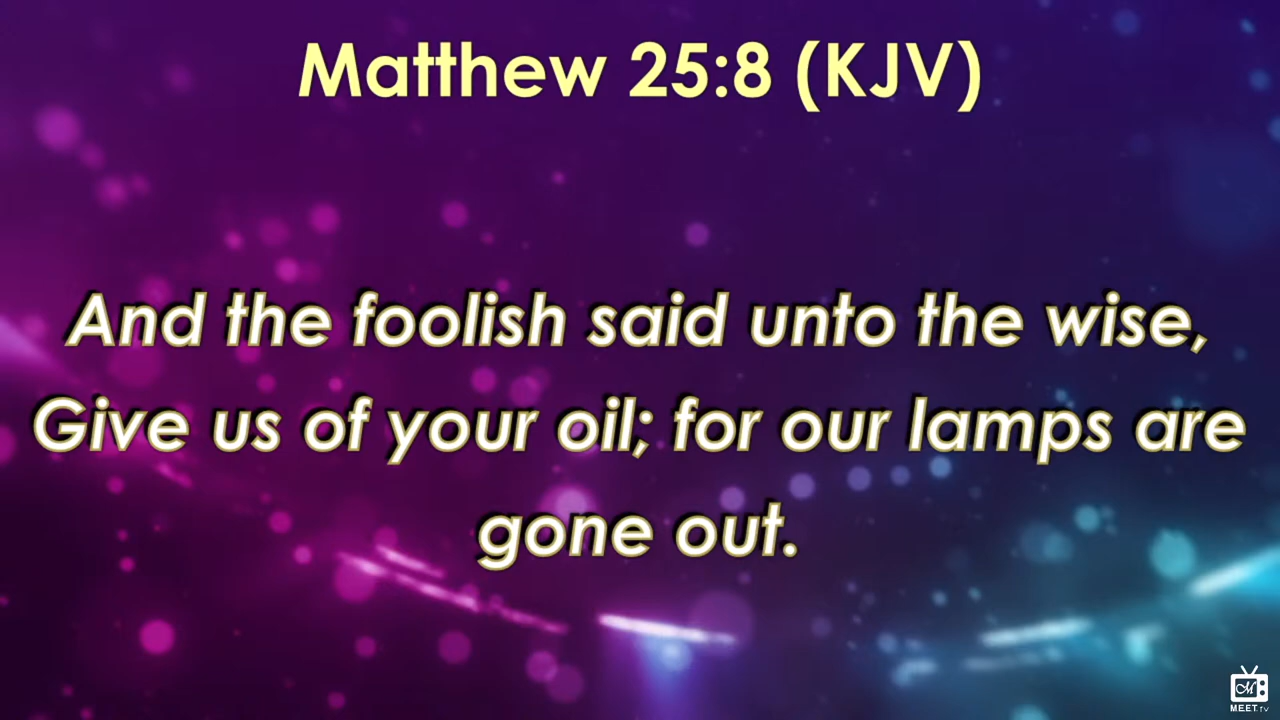 Matthew 25:8 (KJV)
And the foolish said unto the wise,
Give us of your oil; for our lamps are
gone out.
M
MEET.TV